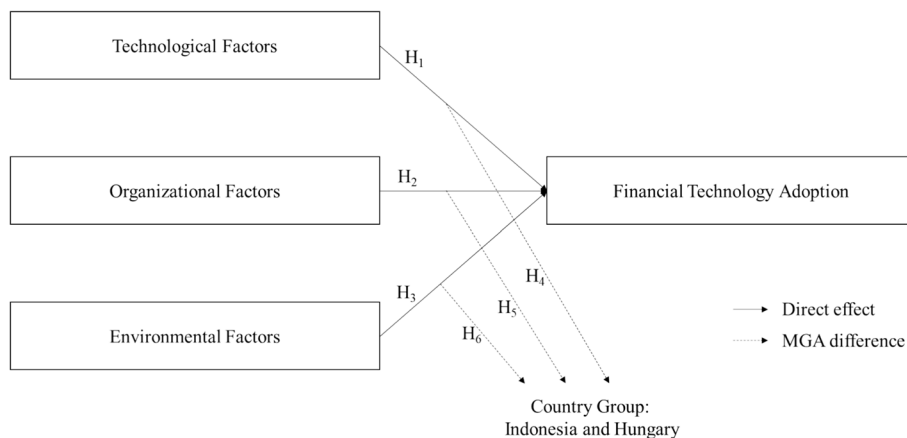 Technological Factors
H1
Organizational Factors
H2
Financial Technology Adoption
H3
Environmental Factors
H4
H5
H6
Direct effect
MGA difference
Country Group:
Indonesia and Hungary